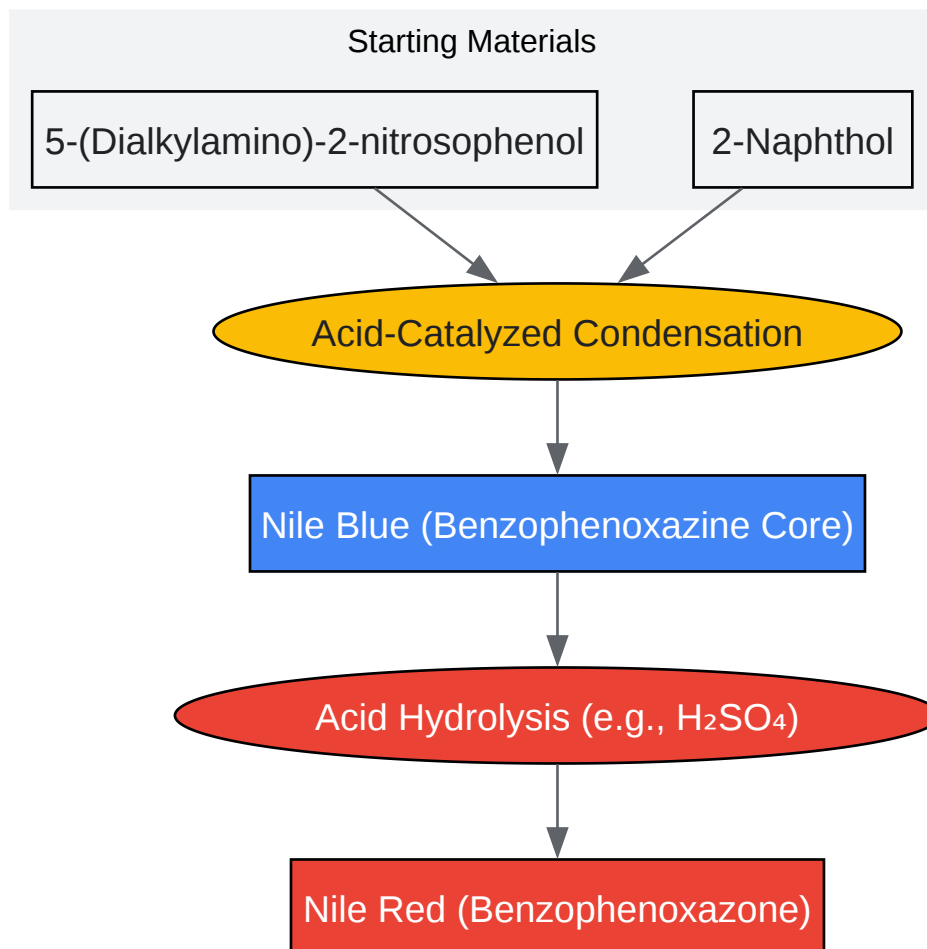 Starting Materials
5-(Dialkylamino)-2-nitrosophenol
2-Naphthol
Acid-Catalyzed Condensation
Nile Blue (Benzophenoxazine Core)
Acid Hydrolysis (e.g., H₂SO₄)
Nile Red (Benzophenoxazone)